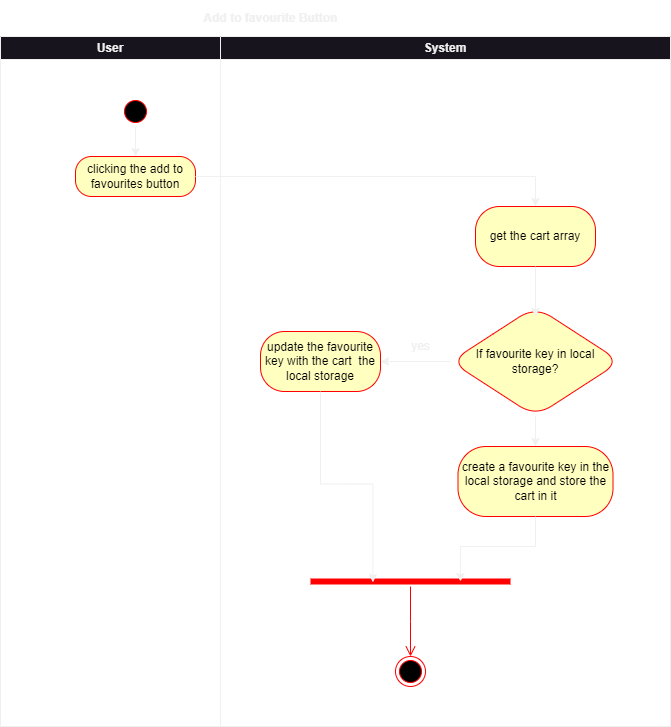 Add to favourite Button
User
System
clicking the add to
favourites button
get the cart array
If favourite key in local
storage?
yes
update the favourite
key with the cart the
local storage
create a favourite key in the
local storage and store the
cart in it